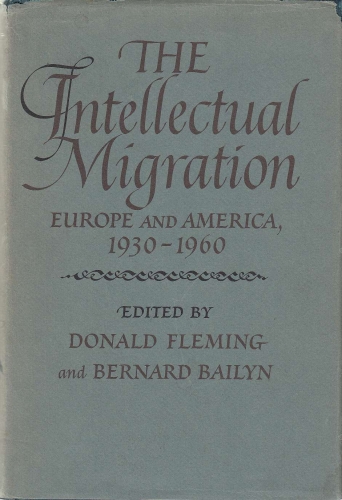 THE
Intellectual
Migration
EUROPE AND AMERICA,
1930-1960
EDITED BY
DONALD FLEMING
and BERNARD BAILYN